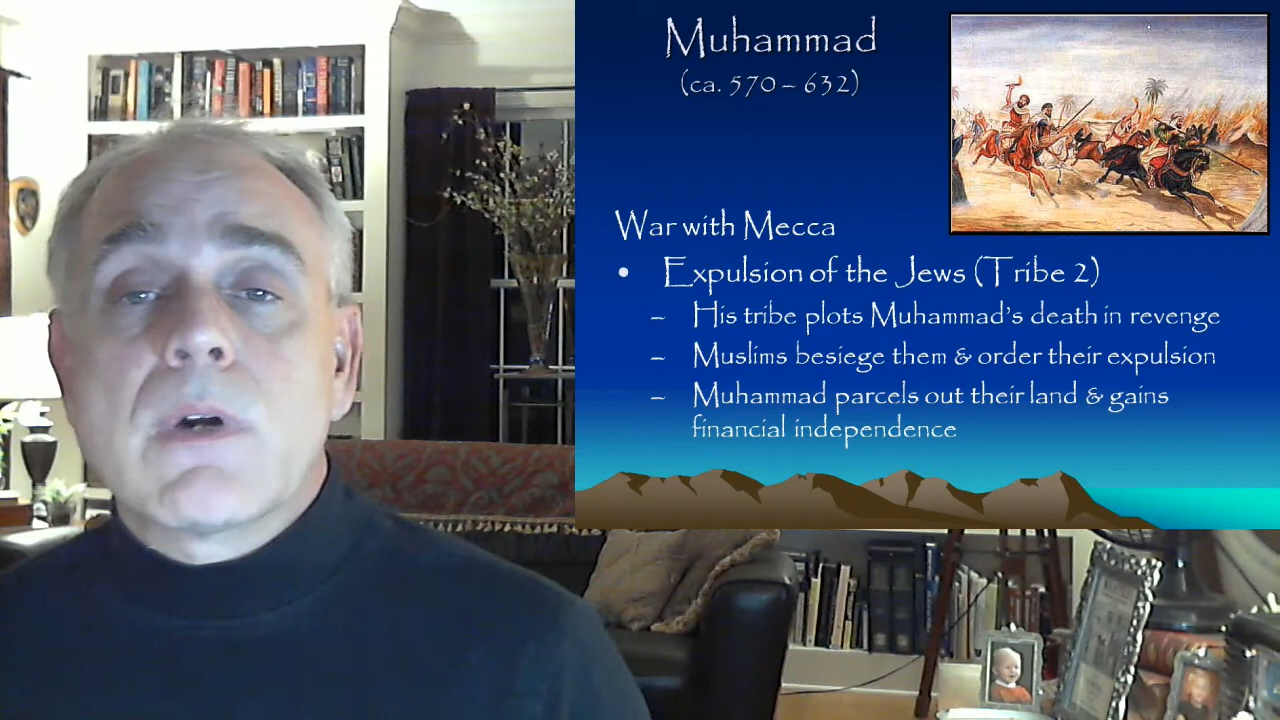 Muhammad
(ca. 570 – 632)
War with Mecca
• Expulsion of the Jews (Tribe 2)
– His tribe plots Muhammad's death in revenge
– Muslims besiege them & order their expulsion
– Muhammad parcels out their land & gains
financial independence